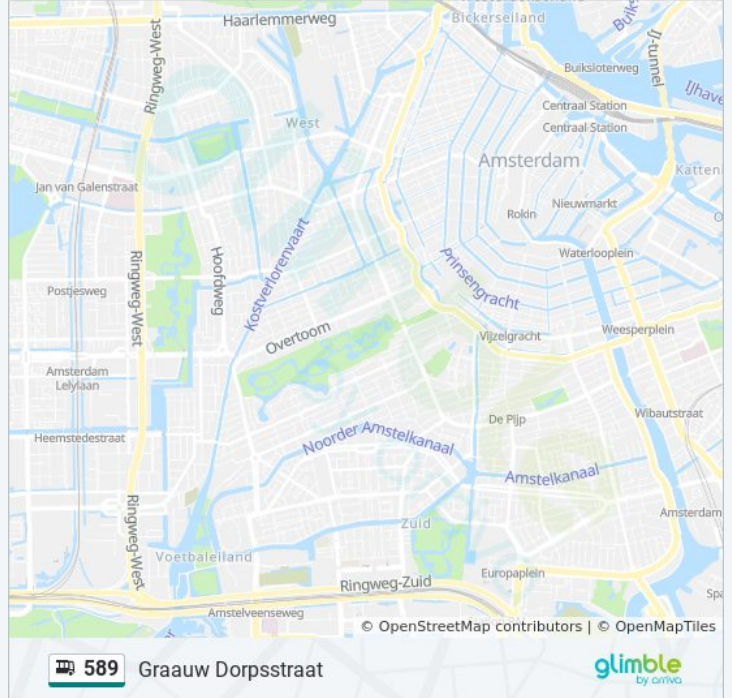 Haarlemmerweg
Bickerseiland
Ringweg-West
IJ-tunnel
Buiksloterweg
Centraal Station
Centraal Station
West
Amsterdam
Jan van Galenstraat
Nieuwmarkt
Rokin
Waterlooplein
Hoofdweg
Kostverlorenvaart
Prinsengracht
Postjesweg
Ringweg-West
Overtoom
Vijzelgracht
Weesperplein
Amsterdam
Lelylaan
Wibautstraat
De Pijp
Heemstedestraat
Noorder Amstelkanaal
Amstelkanaal
Ringweg-West
Amsterdam
Zuid
Voetbaleiland
Europaplein
Ringweg-Zuid
Amstelveenseweg
© OpenStreetMap contributors | © OpenMapTiles
589 Graauw Dorpsstraat
glimble
by arriva